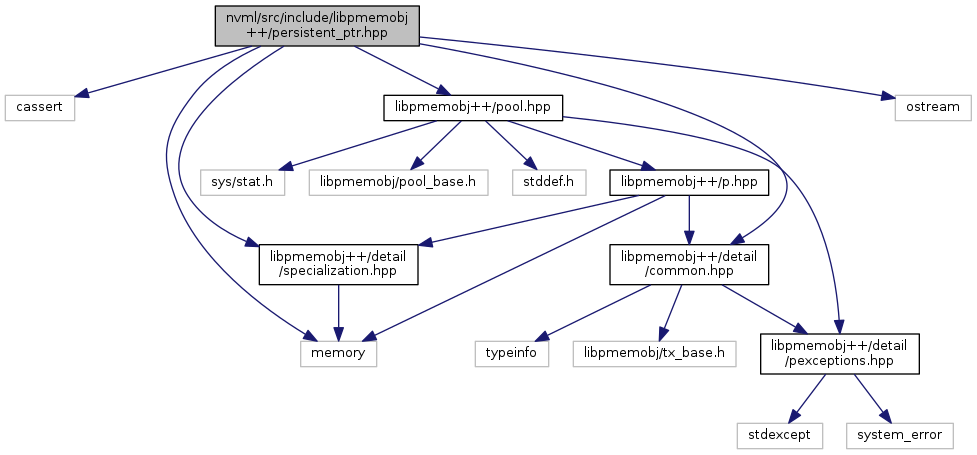 nvml/src/include/libpmemobj
++/persistent_ptr.hpp
cassert
libpmemobj++/pool.hpp
ostream
sys/stat.h
libpmemobj/pool_base.h
stddef.h
libpmemobj++/p.hpp
libpmemobj++/detail
/specialization.hpp
libpmemobj++/detail
/common.hpp
memory
typeinfo
libpmemobj/tx_base.h
libpmemobj++/detail
/pexceptions.hpp
stdexcept
system_error